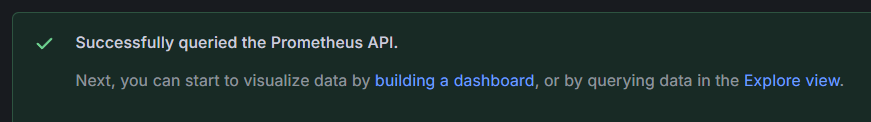 Successfully queried the Prometheus API.
Next, you can start to visualize data by building a dashboard, or by querying data in the Explore view.